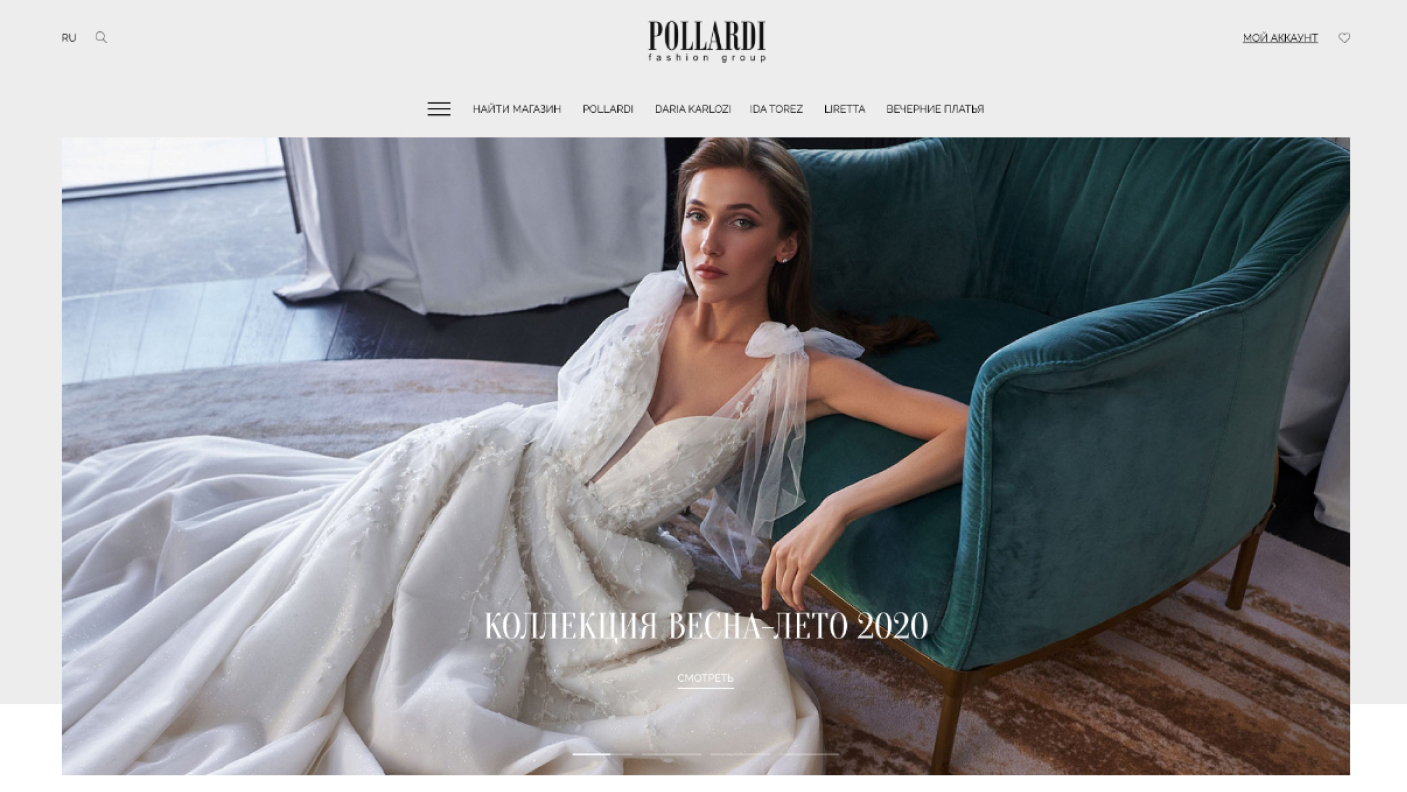 RU
POLLARDI
fashion group
МОЙ АККАУНТ
НАЙТИ МАГАЗИН POLLARDI DARIA KARLOZI IDA TOREZ LIRETTA ВЕЧЕРНИЕ ПЛАТЬЯ
КОЛЛЕКЦИЯ ВЕСНА-ЛЕТО 2020
СМОТРЕТЬ